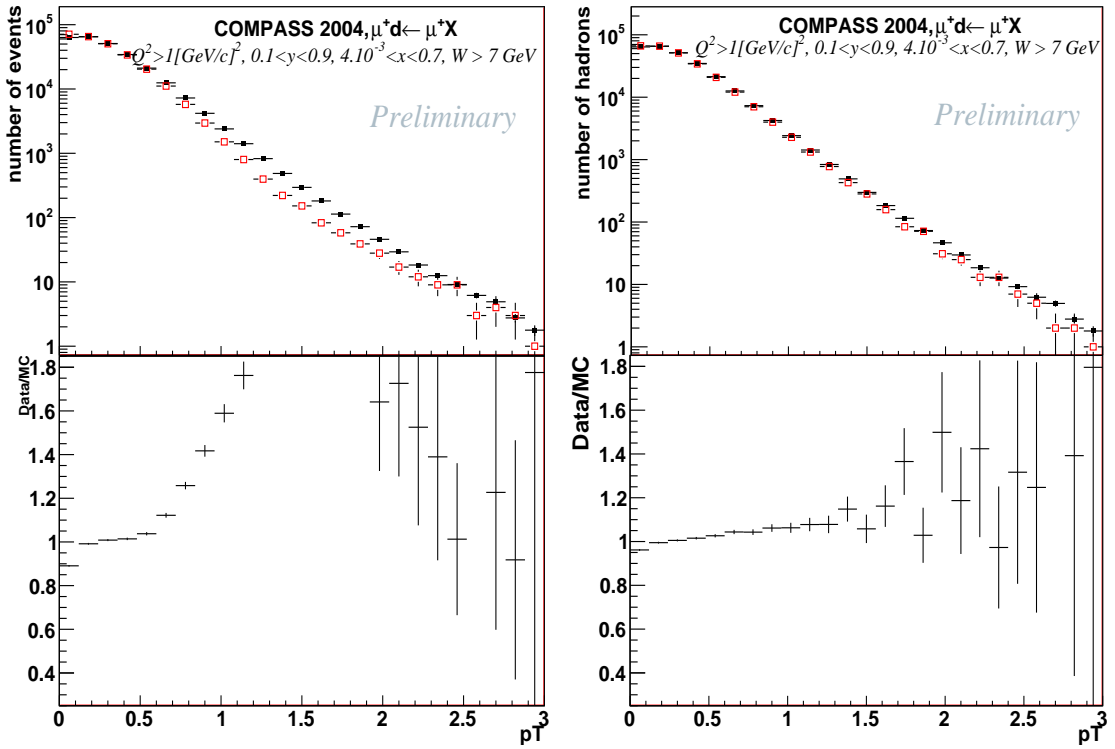 number of events
10⁵
10⁴
10³
10²
10
1
COMPASS 2004, μ⁺d← μ⁺X
Q²>1[GeV/c]², 0.1<y<0.9, 4.10⁻³<x<0.7, W > 7 GeV
Preliminary
Data/MC
1.8
1.6
1.4
1.2
1
0.8
0.6
0.4
0 0.5 1 1.5 2 2.5 3
pT
number of hadrons
10⁵
10⁴
10³
10²
10
1
COMPASS 2004, μ⁺d← μ⁺X
Q²>1[GeV/c]², 0.1<y<0.9, 4.10⁻³<x<0.7, W > 7 GeV
Preliminary
Data/MC
1.8
1.6
1.4
1.2
1
0.8
0.6
0.4
0 0.5 1 1.5 2 2.5 3
pT